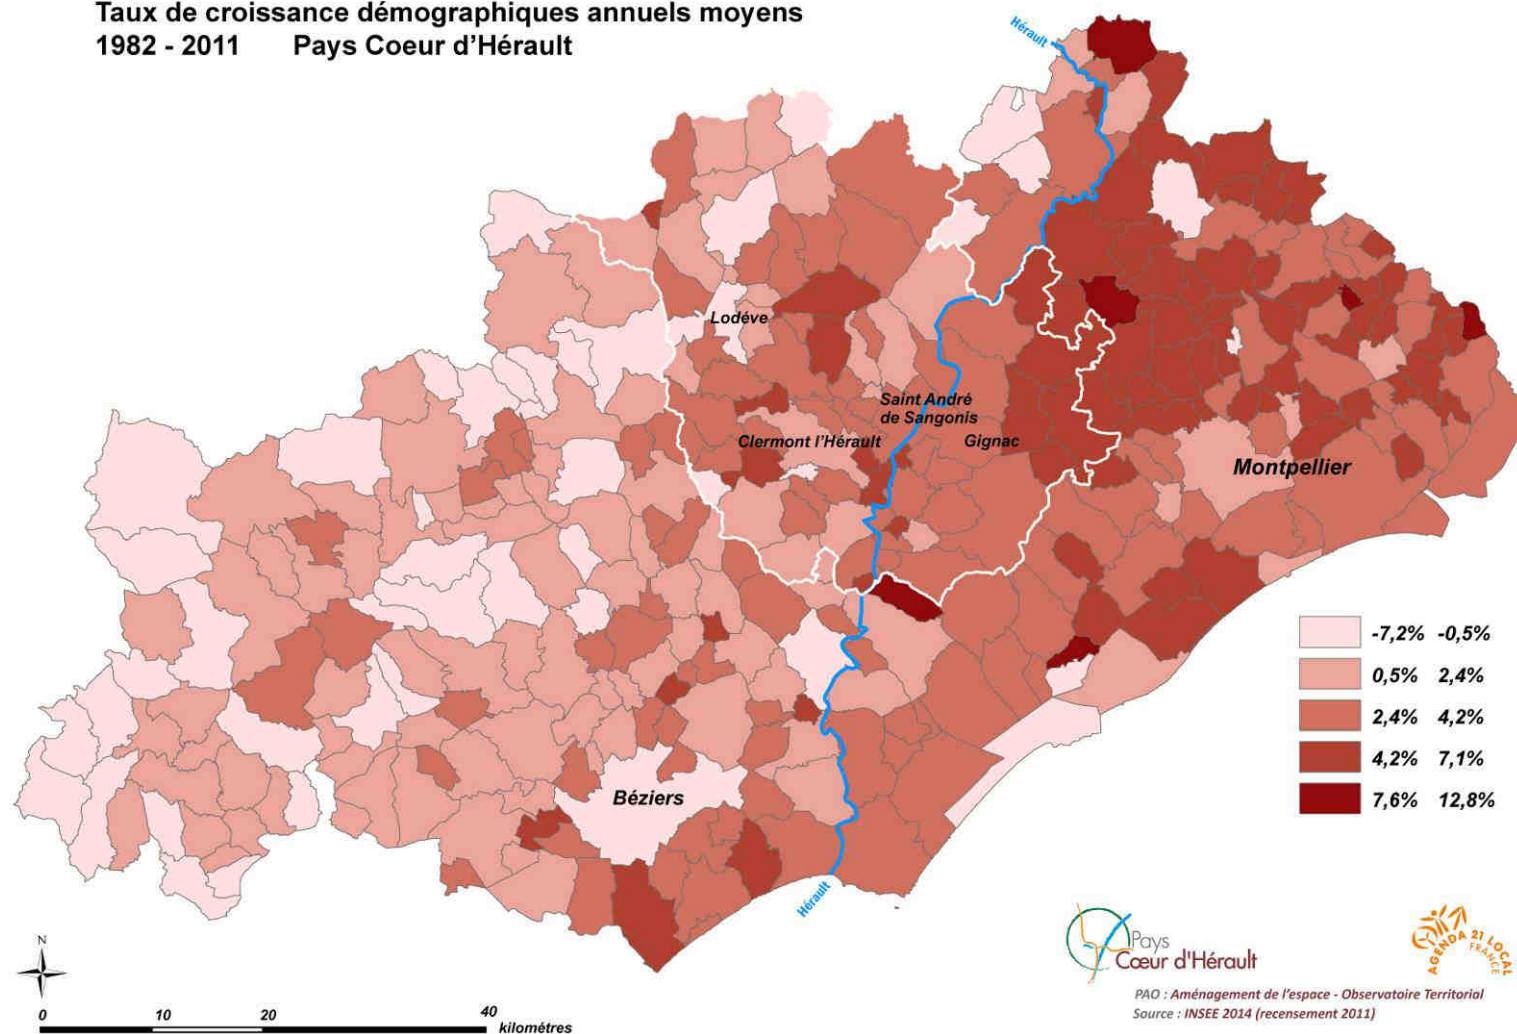 Taux de croissance démographiques annuels moyens
1982 - 2011 Pays Coeur d'Hérault
Hérault
Lodéve
Saint André
de Sangonis
Clermont l'Hérault
Gignac
Montpellier
Béziers
Hérault
-7,2% -0,5%
0,5% 2,4%
2,4% 4,2%
4,2% 7,1%
7,6% 12,8%
N
0 10 20 40
kilométres
Pays
Cœur d'Hérault
AGENDA 21 LOCAL
FRANCE
PAO : Aménagement de l'espace - Observatoire Territorial
Source : INSEE 2014 (recensement 2011)